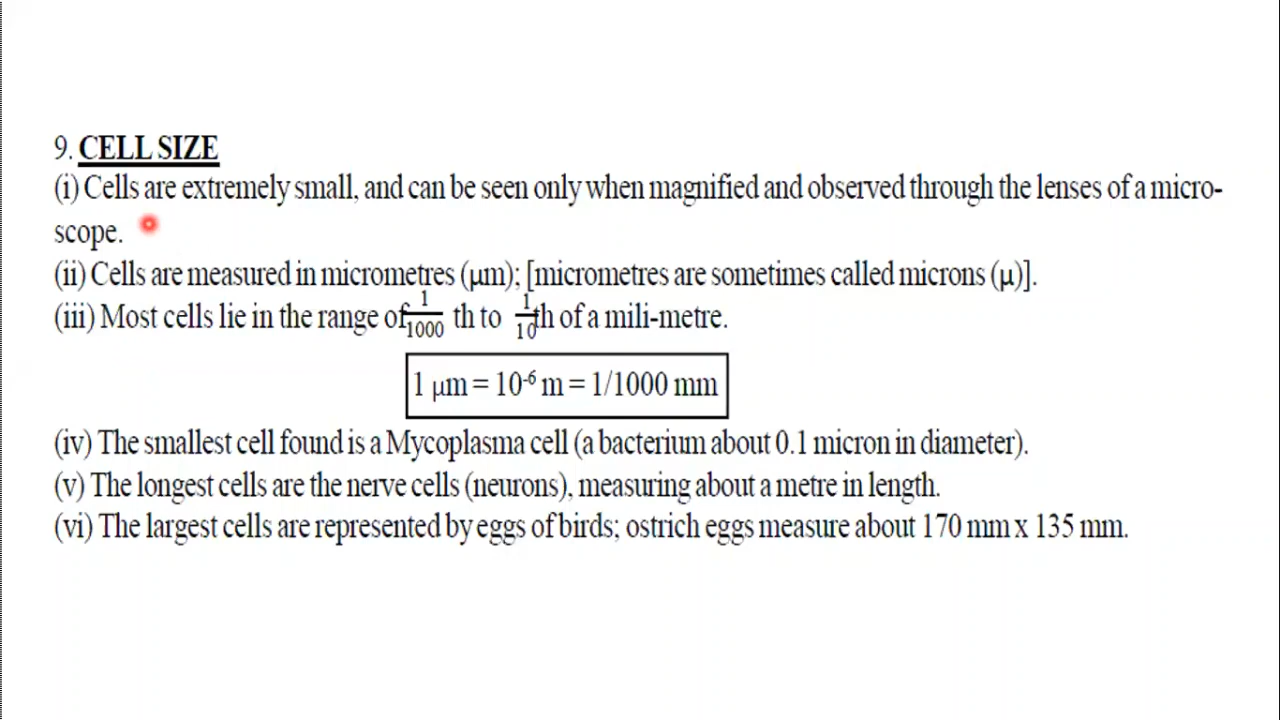 9. CELL SIZE
(i) Cells are extremely small, and can be seen only when magnified and observed through the lenses of a micro-
scope.
(ii) Cells are measured in micrometres (μm); [micrometres are sometimes called microns (μ)].
(iii) Most cells lie in the range of 1/1000 th to 1/10 th of a mili-metre.
1 μm = 10⁻⁶ m = 1/1000 mm
(iv) The smallest cell found is a Mycoplasma cell (a bacterium about 0.1 micron in diameter).
(v) The longest cells are the nerve cells (neurons), measuring about a metre in length.
(vi) The largest cells are represented by eggs of birds; ostrich eggs measure about 170 mm x 135 mm.